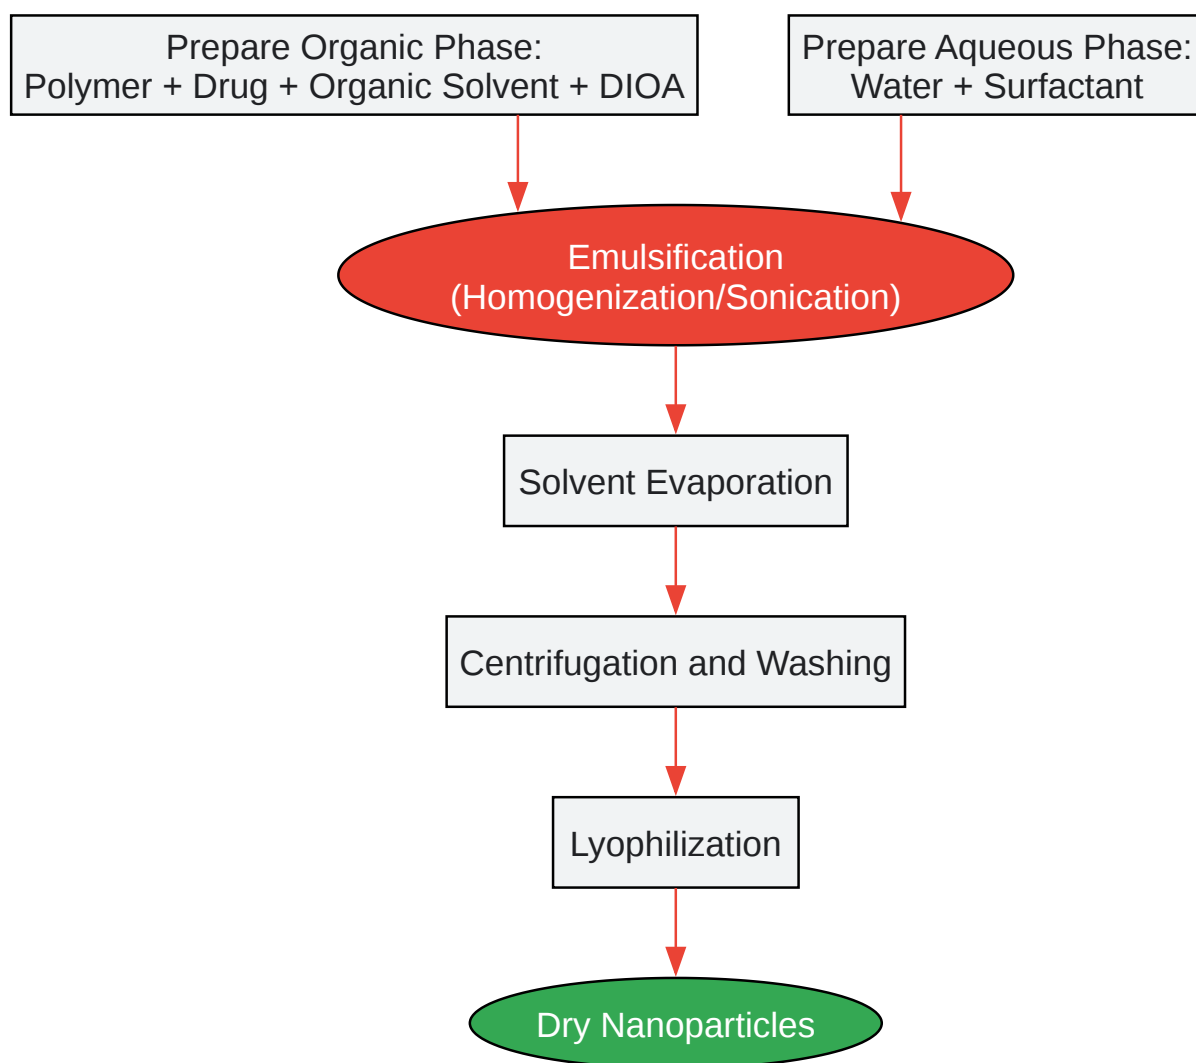 Prepare Organic Phase:
Polymer + Drug + Organic Solvent + DIOA
Prepare Aqueous Phase:
Water + Surfactant
Emulsification
(Homogenization/Sonication)
Solvent Evaporation
Centrifugation and Washing
Lyophilization
Dry Nanoparticles